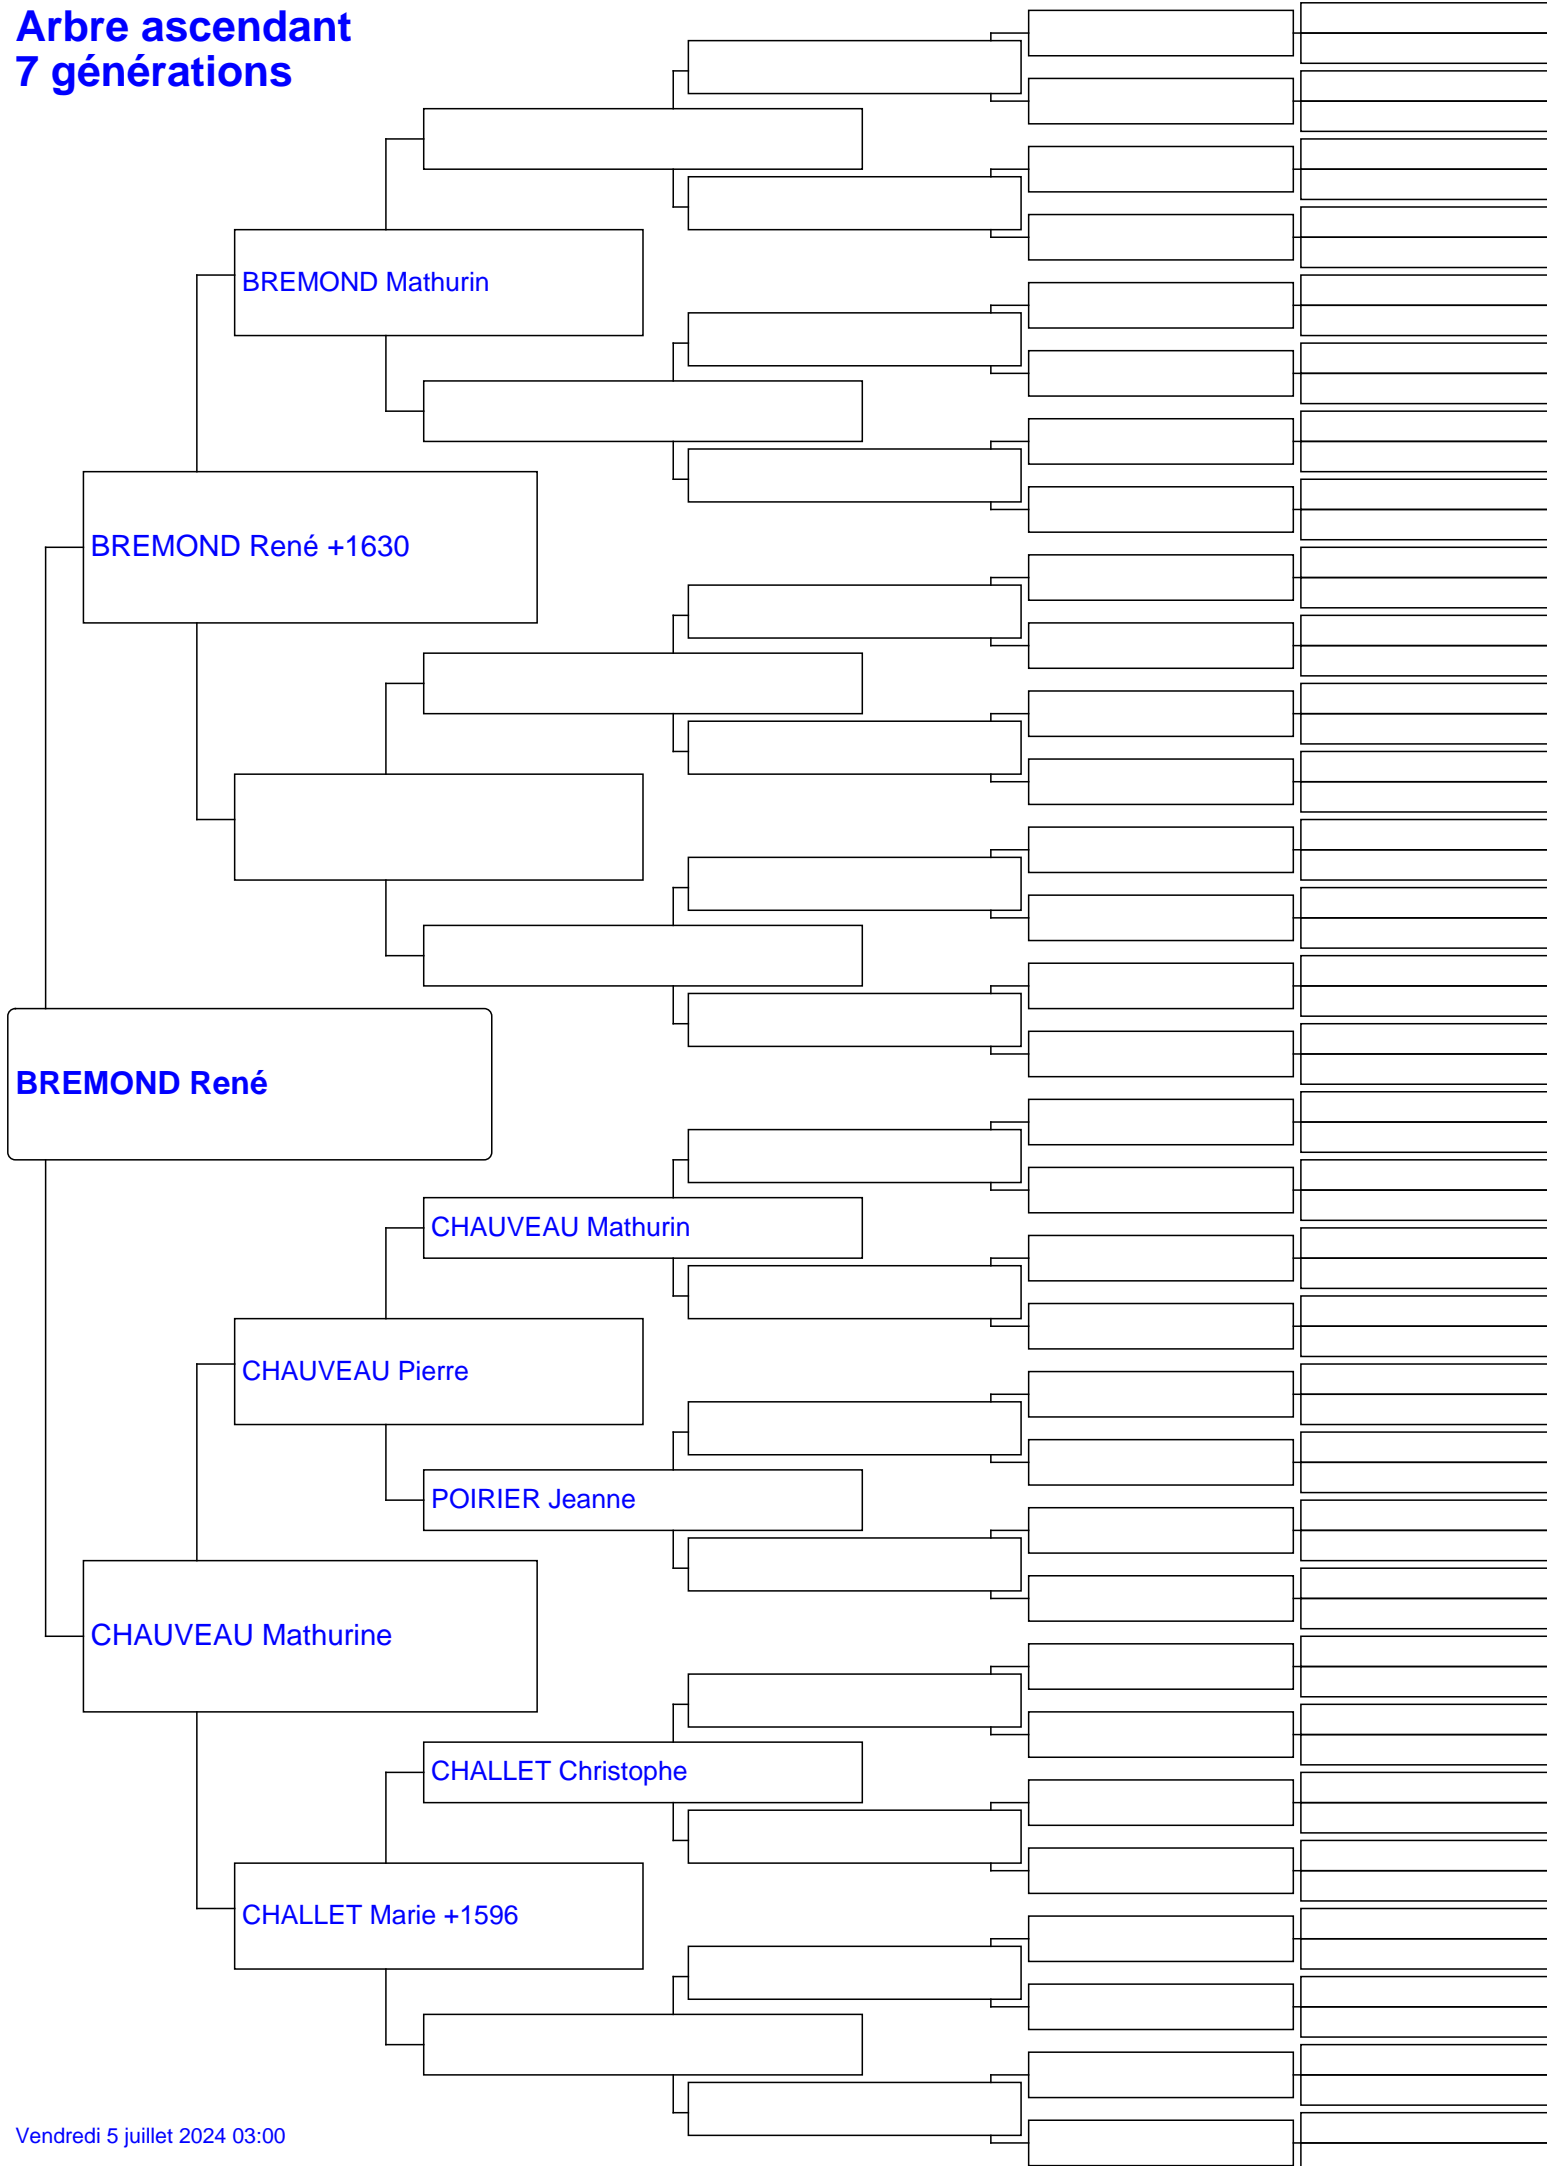 Arbre ascendant
7 générations
BREMOND Mathurin
BREMOND René +1630
BREMOND René
CHAUVEAU Mathurin
CHAUVEAU Pierre
POIRIER Jeanne
CHAUVEAU Mathurine
CHALLET Christophe
CHALLET Marie +1596
Vendredi 5 juillet 2024 03:00